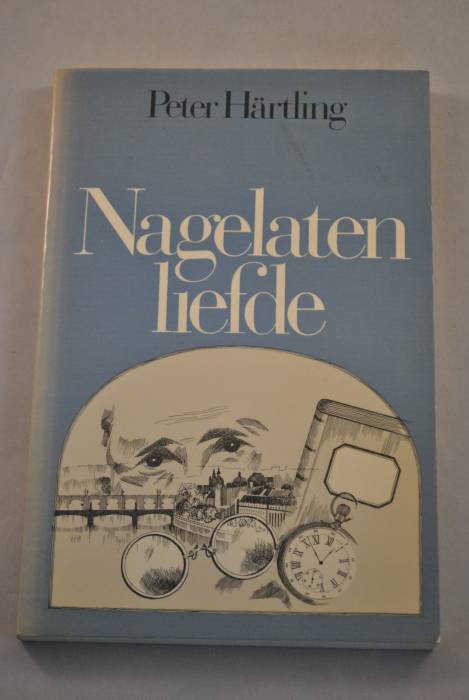 Peter Härtling
Nagelaten
liefde